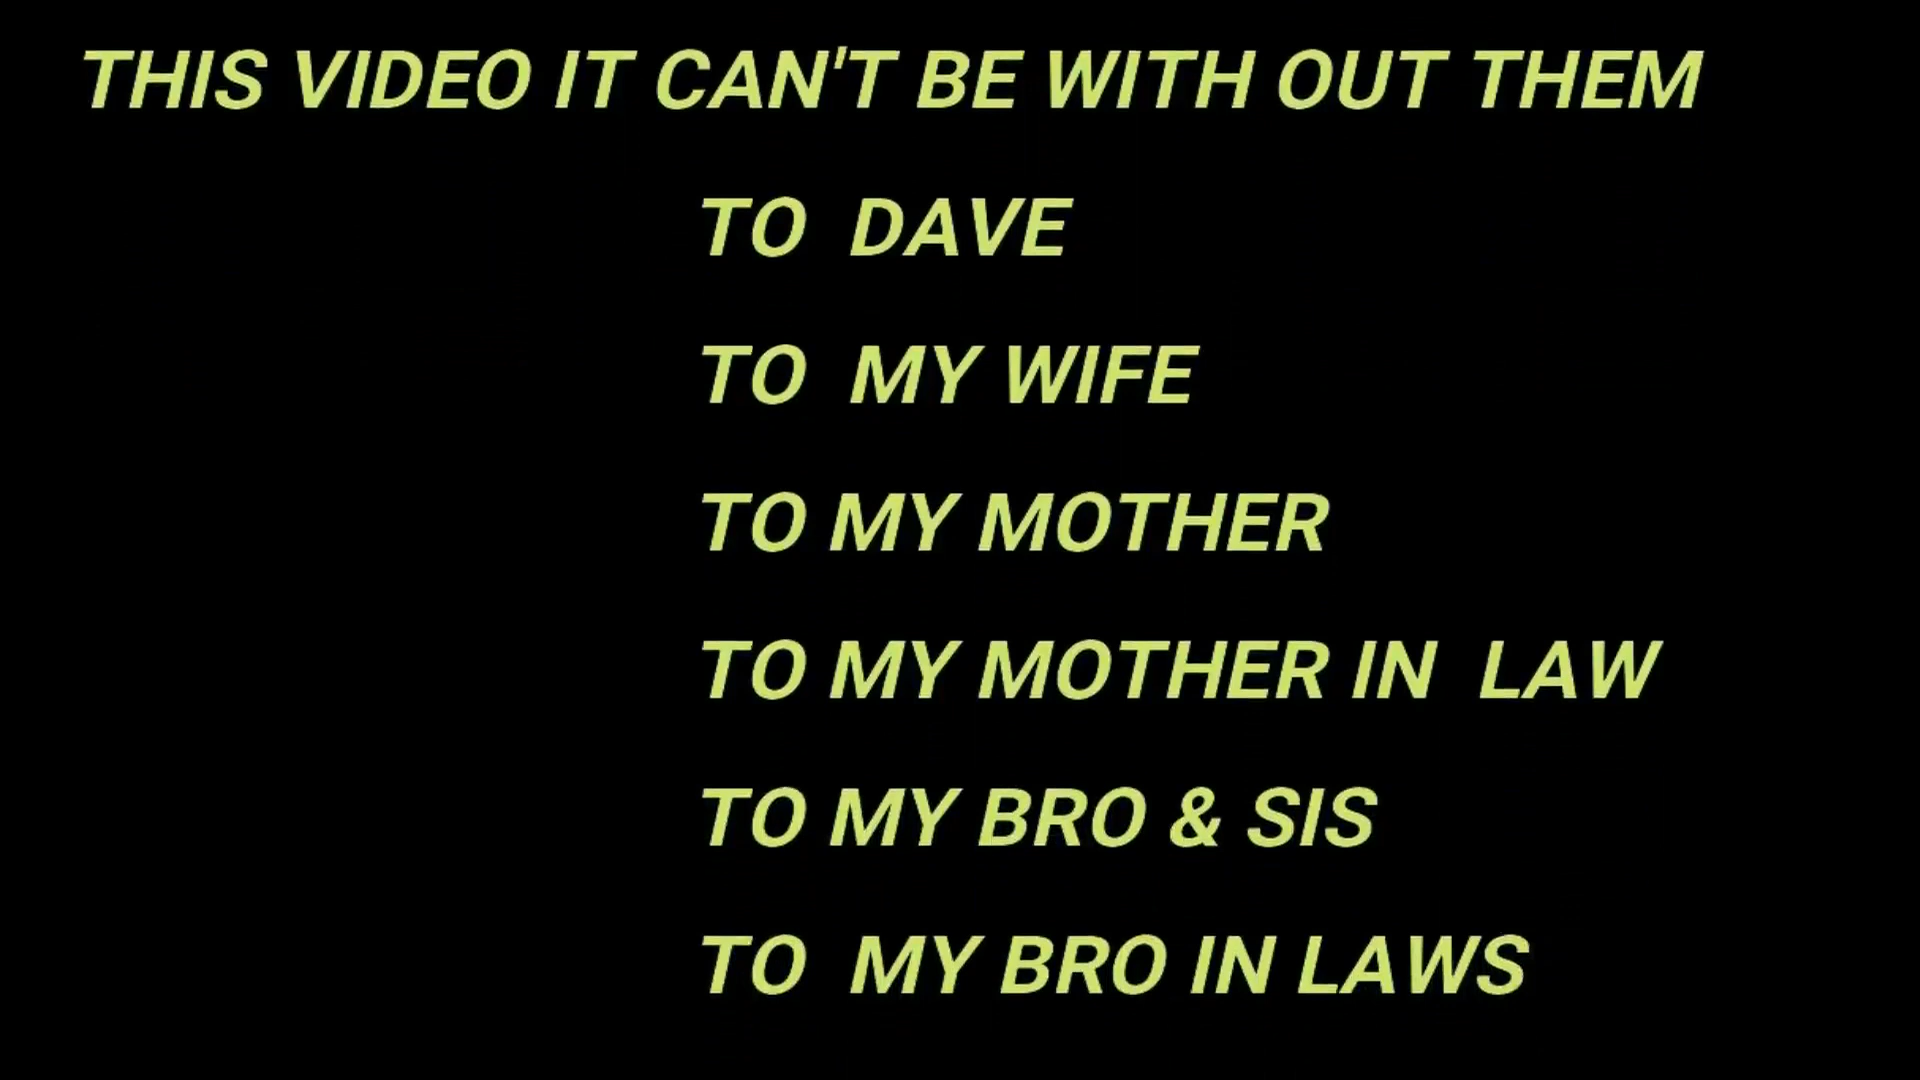 THIS VIDEO IT CAN'T BE WITH OUT THEM
TO DAVE
TO MY WIFE
TO MY MOTHER
TO MY MOTHER IN LAW
TO MY BRO & SIS
TO MY BRO IN LAWS